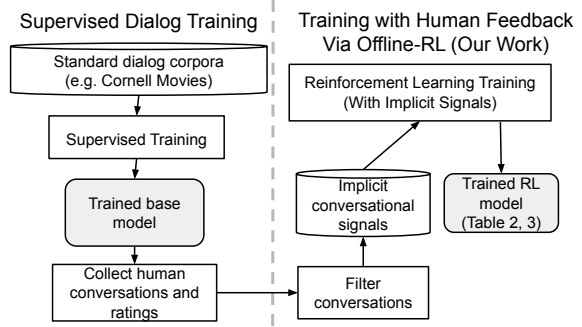 Supervised Dialog Training
Standard dialog corpora
(e.g. Cornell Movies)
Supervised Training
Trained base
model
Collect human
conversations and
ratings
Training with Human Feedback
Via Offline-RL (Our Work)
Reinforcement Learning Training
(With Implicit Signals)
Implicit
conversational
signals
Trained RL
model
(Table 2, 3)
Filter
conversations